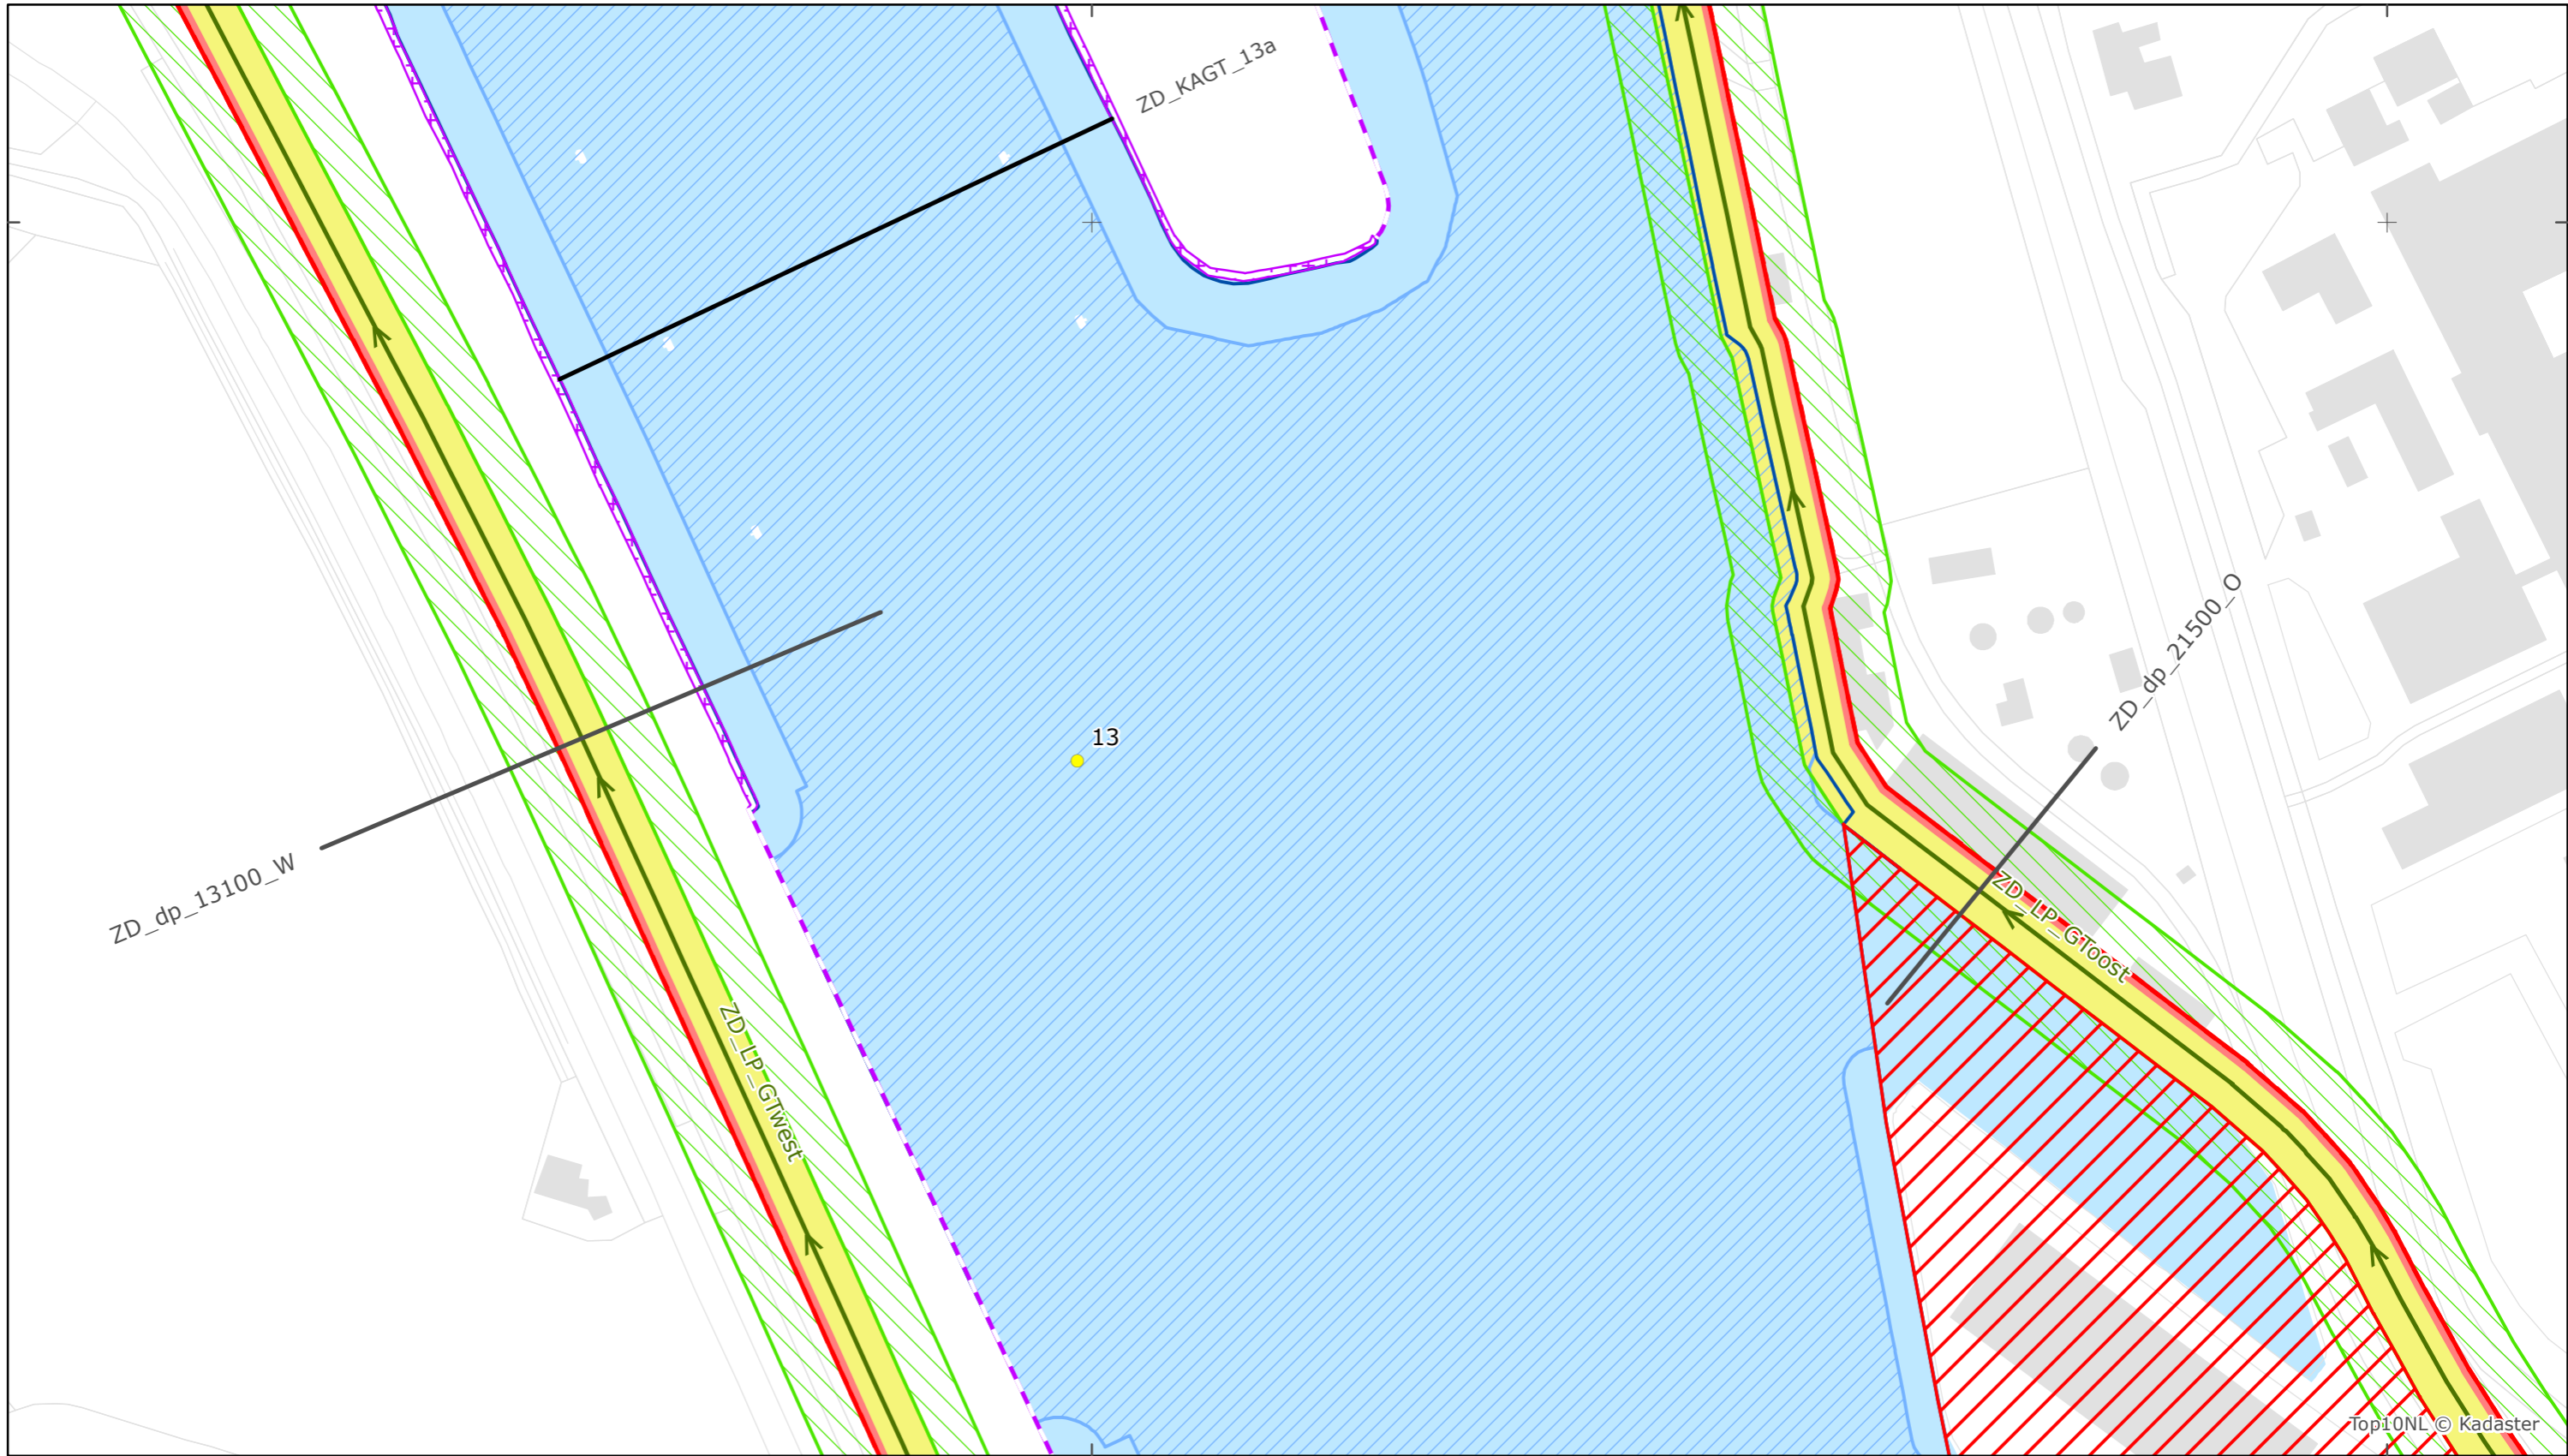 ZD_KAGT_13a
ZD_dp_21500_O
13
ZD_dp_13100_W
ZD_LP_GToost
ZD_LP_GTwest
Top10NL © Kadaster